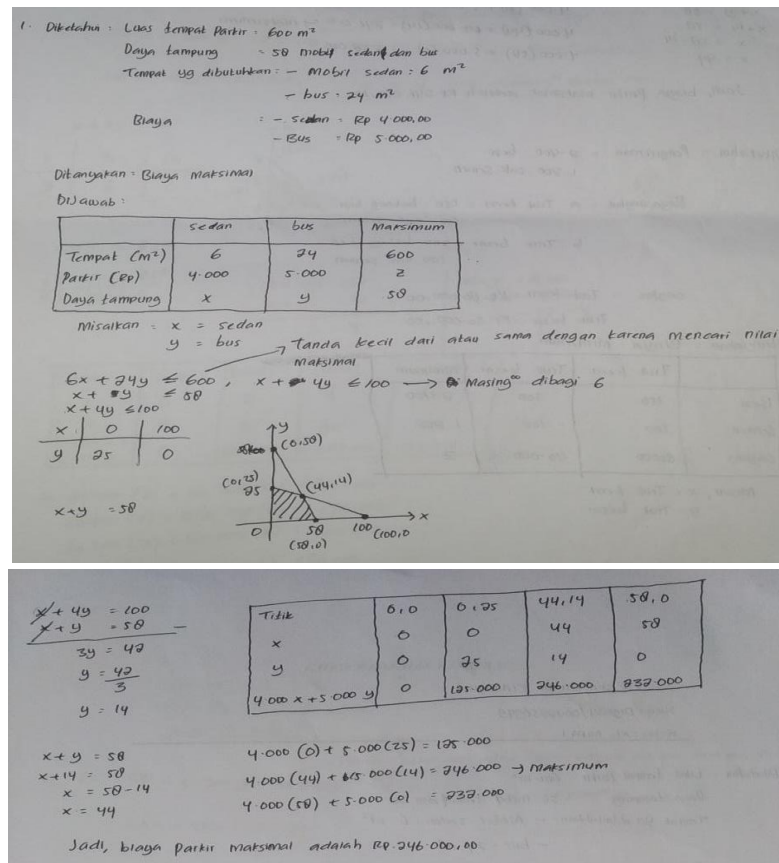 1. Diketahui : Luas tempat Parkir = 600 m²
Daya tampung = 58 mobil sedan dan bus
Tempat yg dibutuhkan : - Mobil sedan : 6 m²
- bus : 24 m²
Biaya : - Sedan = Rp 4.000,00
- Bus = Rp 5.000,00
Ditanyakan : Biaya maksimal
Dijawab :
sedan bus Maksimum
Tempat (m²) 6 24 600
Parkir (Rp) 4.000 5.000 z
Daya tampung x y 58
Misalkan = x = sedan
y = bus
Tanda kecil dari atau sama dengan karena mencari nilai
maksimal
6x + 24y ≤ 600 , x + 4y ≤ 100 → Masing² dibagi 6
x + y ≤ 58
x + 4y ≤ 100
x 0 100
y 25 0
x+y = 58
y
58
(0,58)
(0,25)
25
(44,14)
0 58 100 x
(58,0) (100,0
x + 4y = 100
x + y = 58 -
3y = 42
y = 42/3
y = 14
x + y = 58
x + 14 = 58
x = 58 - 14
x = 44
Titik 0,0 0,25 44,14 58,0
x 0 0 44 58
y 0 25 14 0
4.000 x + 5.000 y 0 125.000 246.000 232.000
4.000 (0) + 5.000 (25) = 125.000
4.000 (44) + 5.000 (14) = 246.000 → maksimum
4.000 (58) + 5.000 (0) = 232.000
Jadi, biaya Parkir maksimal adalah Rp.246.000,00